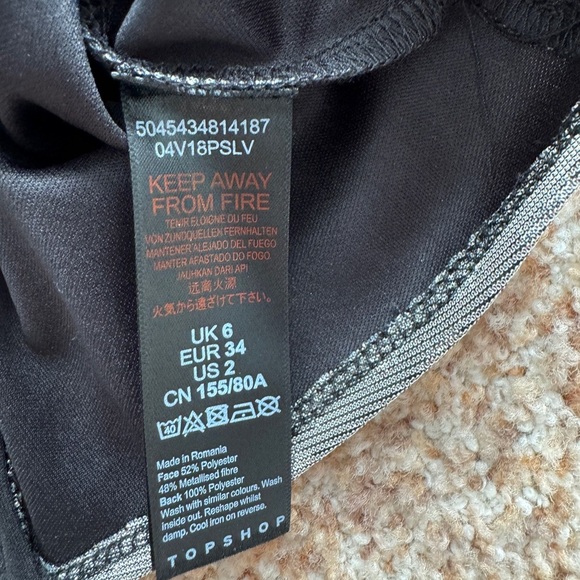 5045434814187
04V18PSLV
KEEP AWAY
FROM FIRE
TENIR ELOIGNE DU FEU
VON ZUNDQUELLEN FERNHALTEN
MANTENER ALEJADO DEL FUEGO
MANTER AFASTADO DO FOGO
JAUHKAN DARI API
远离火源
火気から遠ざけて下さい
UK 6
EUR 34
US 2
CN 155/80A
Made in Romania
Face 52% Polyester
48% Metallised fibre
Back 100% Polyester
Wash with similar colours. Wash
inside out. Reshape whilst
damp. Cool iron on reverse.
TOPSHOP